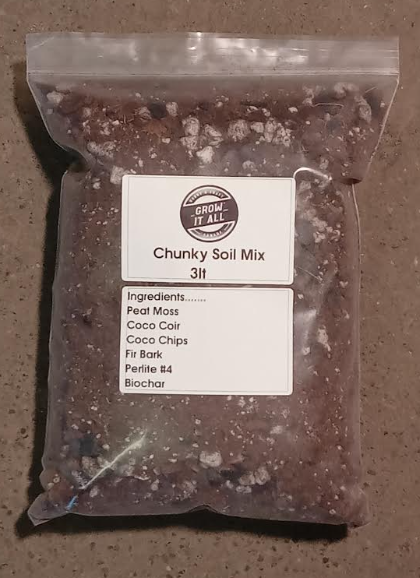 GROW
IT ALL
Chunky Soil Mix
3lt
Ingredients.......
Peat Moss
Coco Coir
Coco Chips
Fir Bark
Perlite #4
Biochar